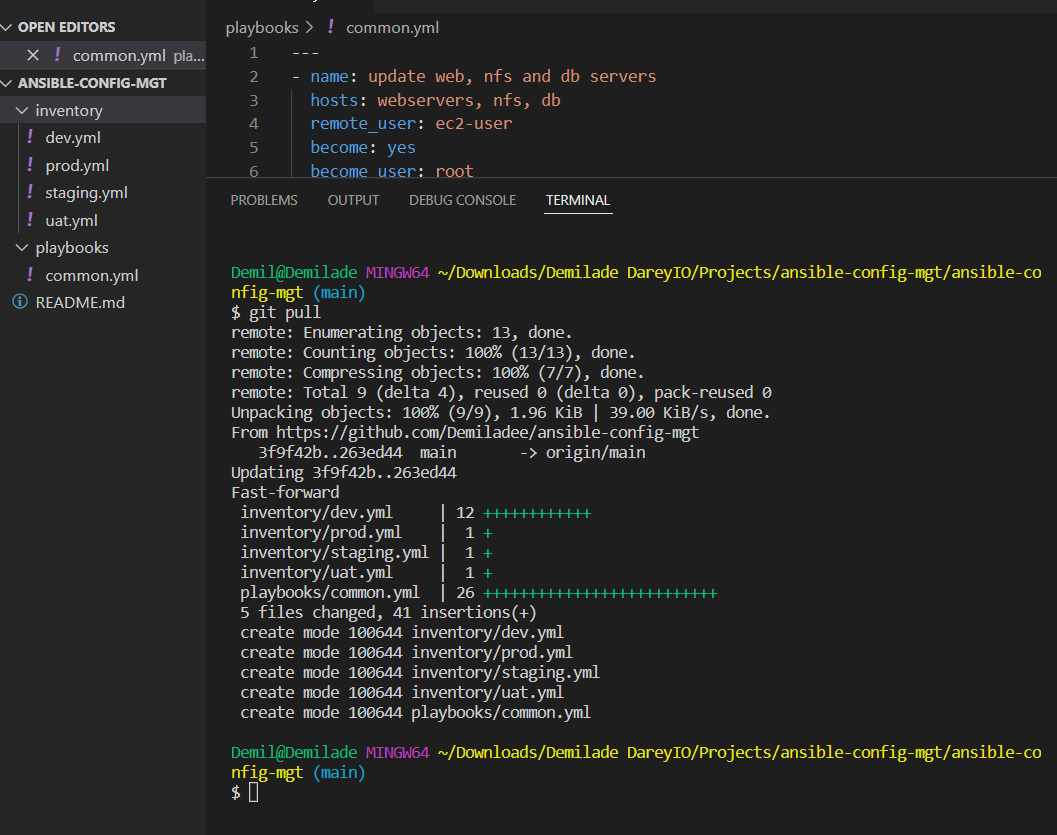 OPEN EDITORS
common.yml pla...
ANSIBLE-CONFIG-MGT
inventory
dev.yml
prod.yml
staging.yml
uat.yml
playbooks
common.yml
README.md
playbooks > ! common.yml
1 ---
2 - name: update web, nfs and db servers
3 hosts: webservers, nfs, db
4 remote_user: ec2-user
5 become: yes
6 become_user: root
PROBLEMS OUTPUT DEBUG CONSOLE TERMINAL
Demil@Demilade MINGW64 ~/Downloads/Demilade DareyIO/Projects/ansible-config-mgt/ansible-co
nfig-mgt (main)
$ git pull
remote: Enumerating objects: 13, done.
remote: Counting objects: 100% (13/13), done.
remote: Compressing objects: 100% (7/7), done.
remote: Total 9 (delta 4), reused 0 (delta 0), pack-reused 0
Unpacking objects: 100% (9/9), 1.96 KiB | 39.00 KiB/s, done.
From https://github.com/Demiladee/ansible-config-mgt
3f9f42b..263ed44 main -> origin/main
Updating 3f9f42b..263ed44
Fast-forward
inventory/dev.yml | 12 ++++++++++++
inventory/prod.yml | 1 +
inventory/staging.yml | 1 +
inventory/uat.yml | 1 +
playbooks/common.yml | 26 ++++++++++++++++++++++++++
5 files changed, 41 insertions(+)
create mode 100644 inventory/dev.yml
create mode 100644 inventory/prod.yml
create mode 100644 inventory/staging.yml
create mode 100644 inventory/uat.yml
create mode 100644 playbooks/common.yml
Demil@Demilade MINGW64 ~/Downloads/Demilade DareyIO/Projects/ansible-config-mgt/ansible-co
nfig-mgt (main)
$